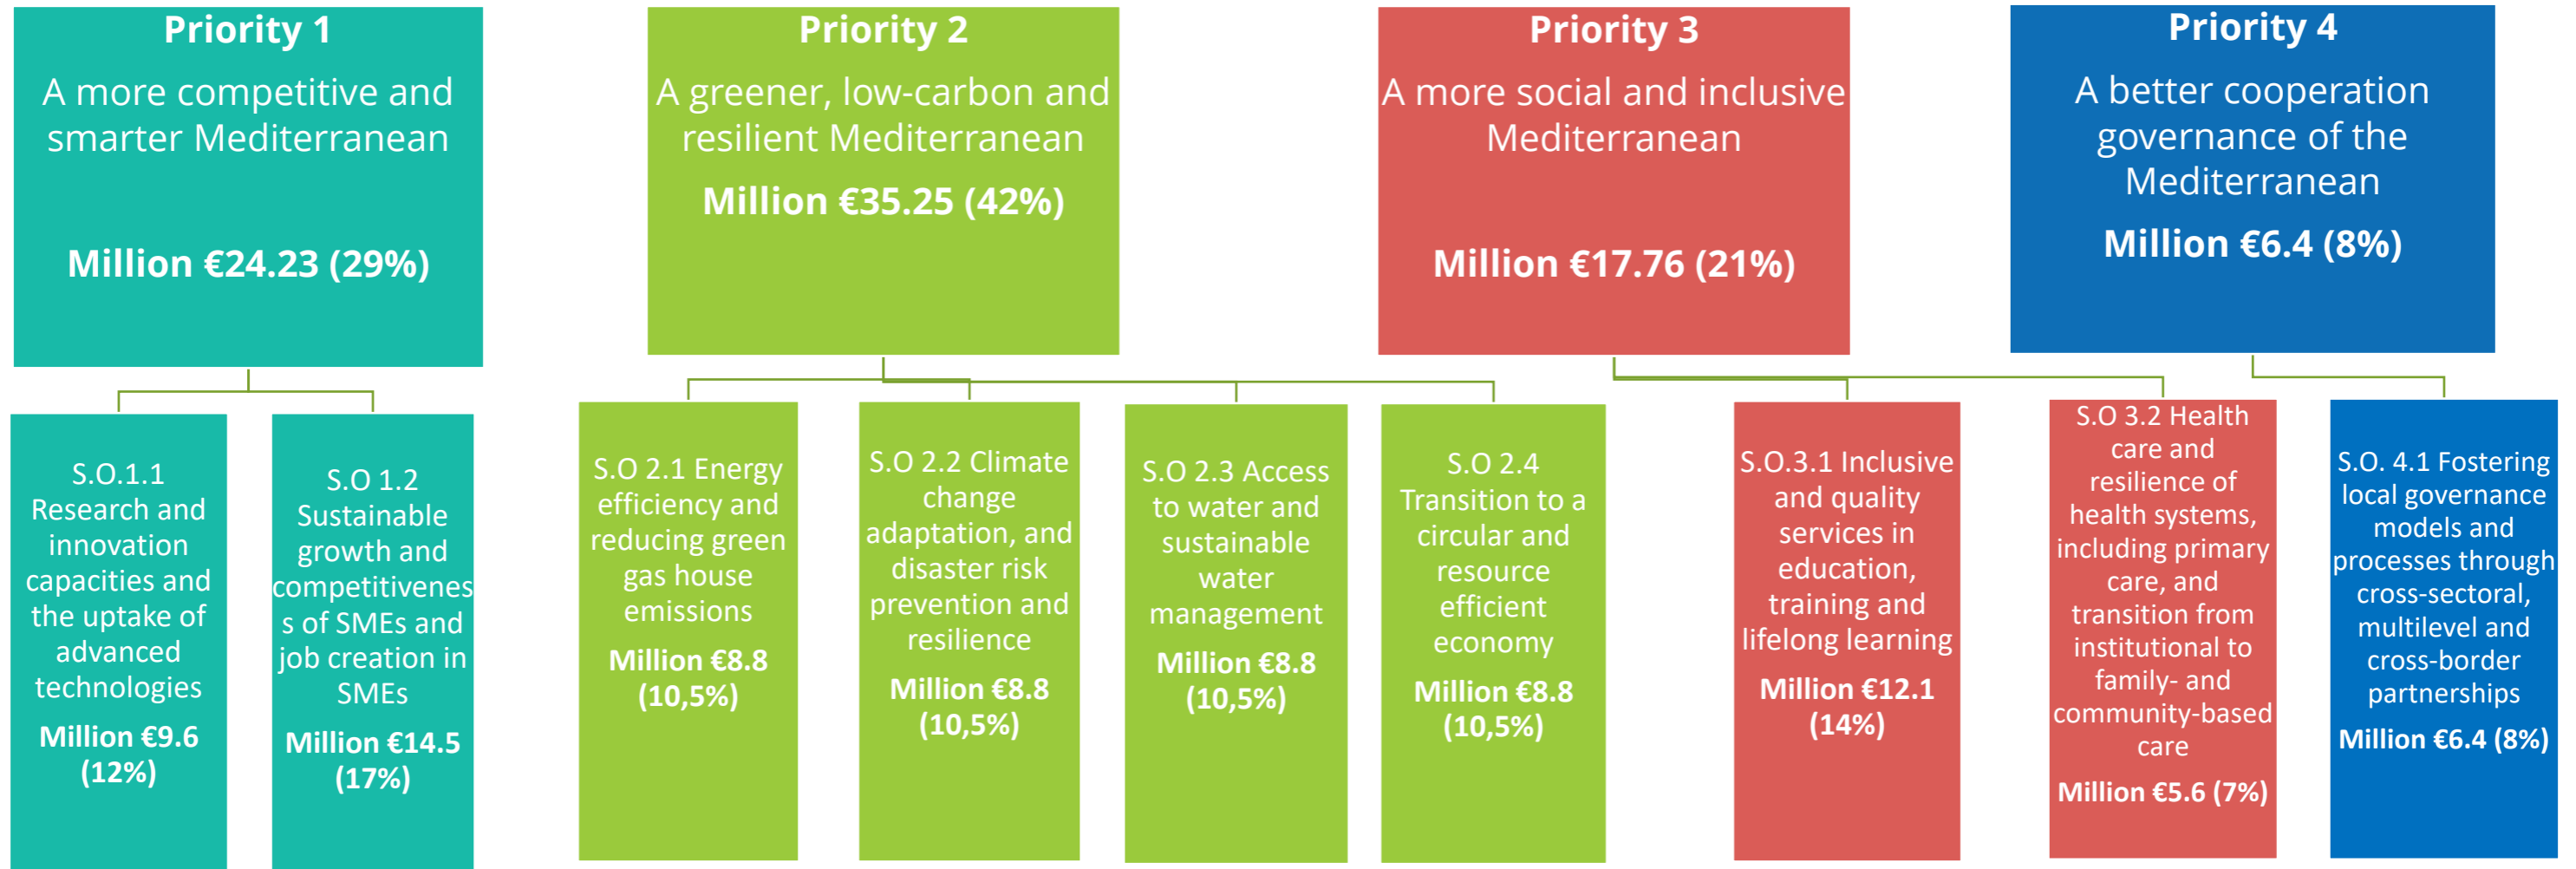 Priority 1
A more competitive and
smarter Mediterranean
Million €24.23 (29%)
Priority 2
A greener, low-carbon and
resilient Mediterranean
Million €35.25 (42%)
Priority 3
A more social and inclusive
Mediterranean
Million €17.76 (21%)
Priority 4
A better cooperation
governance of the
Mediterranean
Million €6.4 (8%)
S.O.1.1
Research and
innovation
capacities and
the uptake of
advanced
technologies
Million €9.6
(12%)
S.O 1.2
Sustainable
growth and
competitivenes
s of SMEs and
job creation in
SMEs
Million €14.5
(17%)
S.O 2.1 Energy
efficiency and
reducing green
gas house
emissions
Million €8.8
(10,5%)
S.O 2.2 Climate
change
adaptation, and
disaster risk
prevention and
resilience
Million €8.8
(10,5%)
S.O 2.3 Access
to water and
sustainable
water
management
Million €8.8
(10,5%)
S.O 2.4
Transition to a
circular and
resource
efficient
economy
Million €8.8
(10,5%)
S.O.3.1 Inclusive
and quality
services in
education,
training and
lifelong learning
Million €12.1
(14%)
S.O 3.2 Health
care and
resilience of
health systems,
including primary
care, and
transition from
institutional to
family- and
community-based
care
Million €5.6 (7%)
S.O. 4.1 Fostering
local governance
models and
processes through
cross-sectoral,
multilevel and
cross-border
partnerships
Million €6.4 (8%)